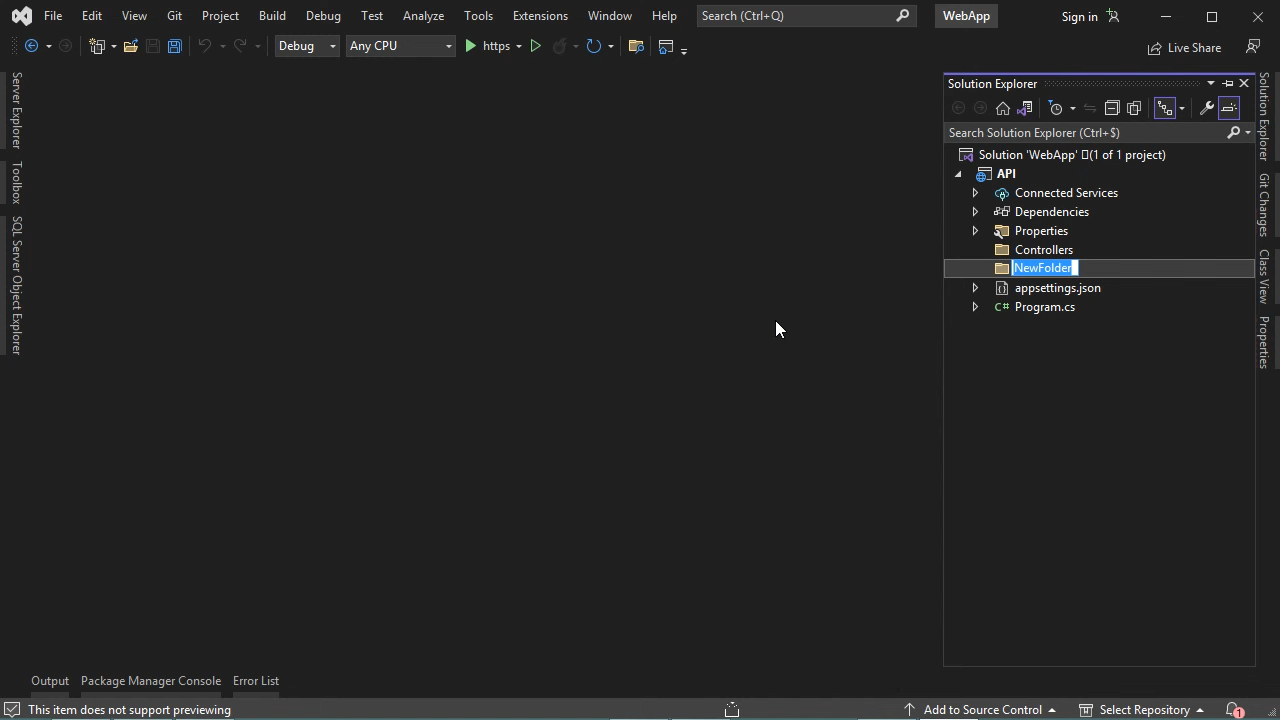 File Edit View Git Project Build Debug Test Analyze Tools Extensions Window Help Search (Ctrl+Q) WebApp Sign in
Debug Any CPU https Live Share
Server Explorer
Toolbox
SQL Server Object Explorer
Solution Explorer
Search Solution Explorer (Ctrl+$)
Solution 'WebApp' (1 of 1 project)
API
Connected Services
Dependencies
Properties
Controllers
NewFolder
appsettings.json
C# Program.cs
Solution Explorer
Git Changes
Class View
Properties
Output Package Manager Console Error List
This item does not support previewing Add to Source Control Select Repository 1